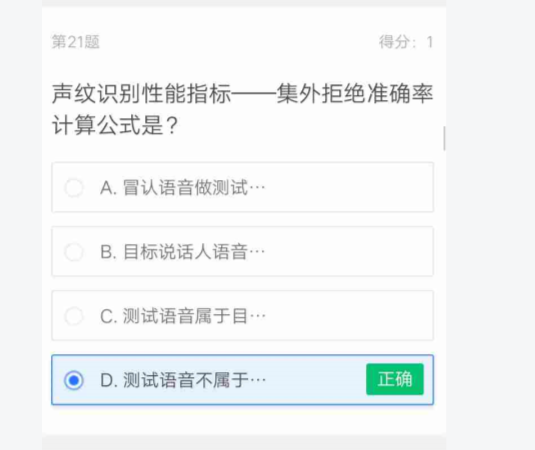 第21题
得分：1
声纹识别性能指标——集外拒绝准确率
计算公式是？
A. 冒认语音做测试…
B. 目标说话人语音…
C. 测试语音属于目…
D. 测试语音不属于…
正确